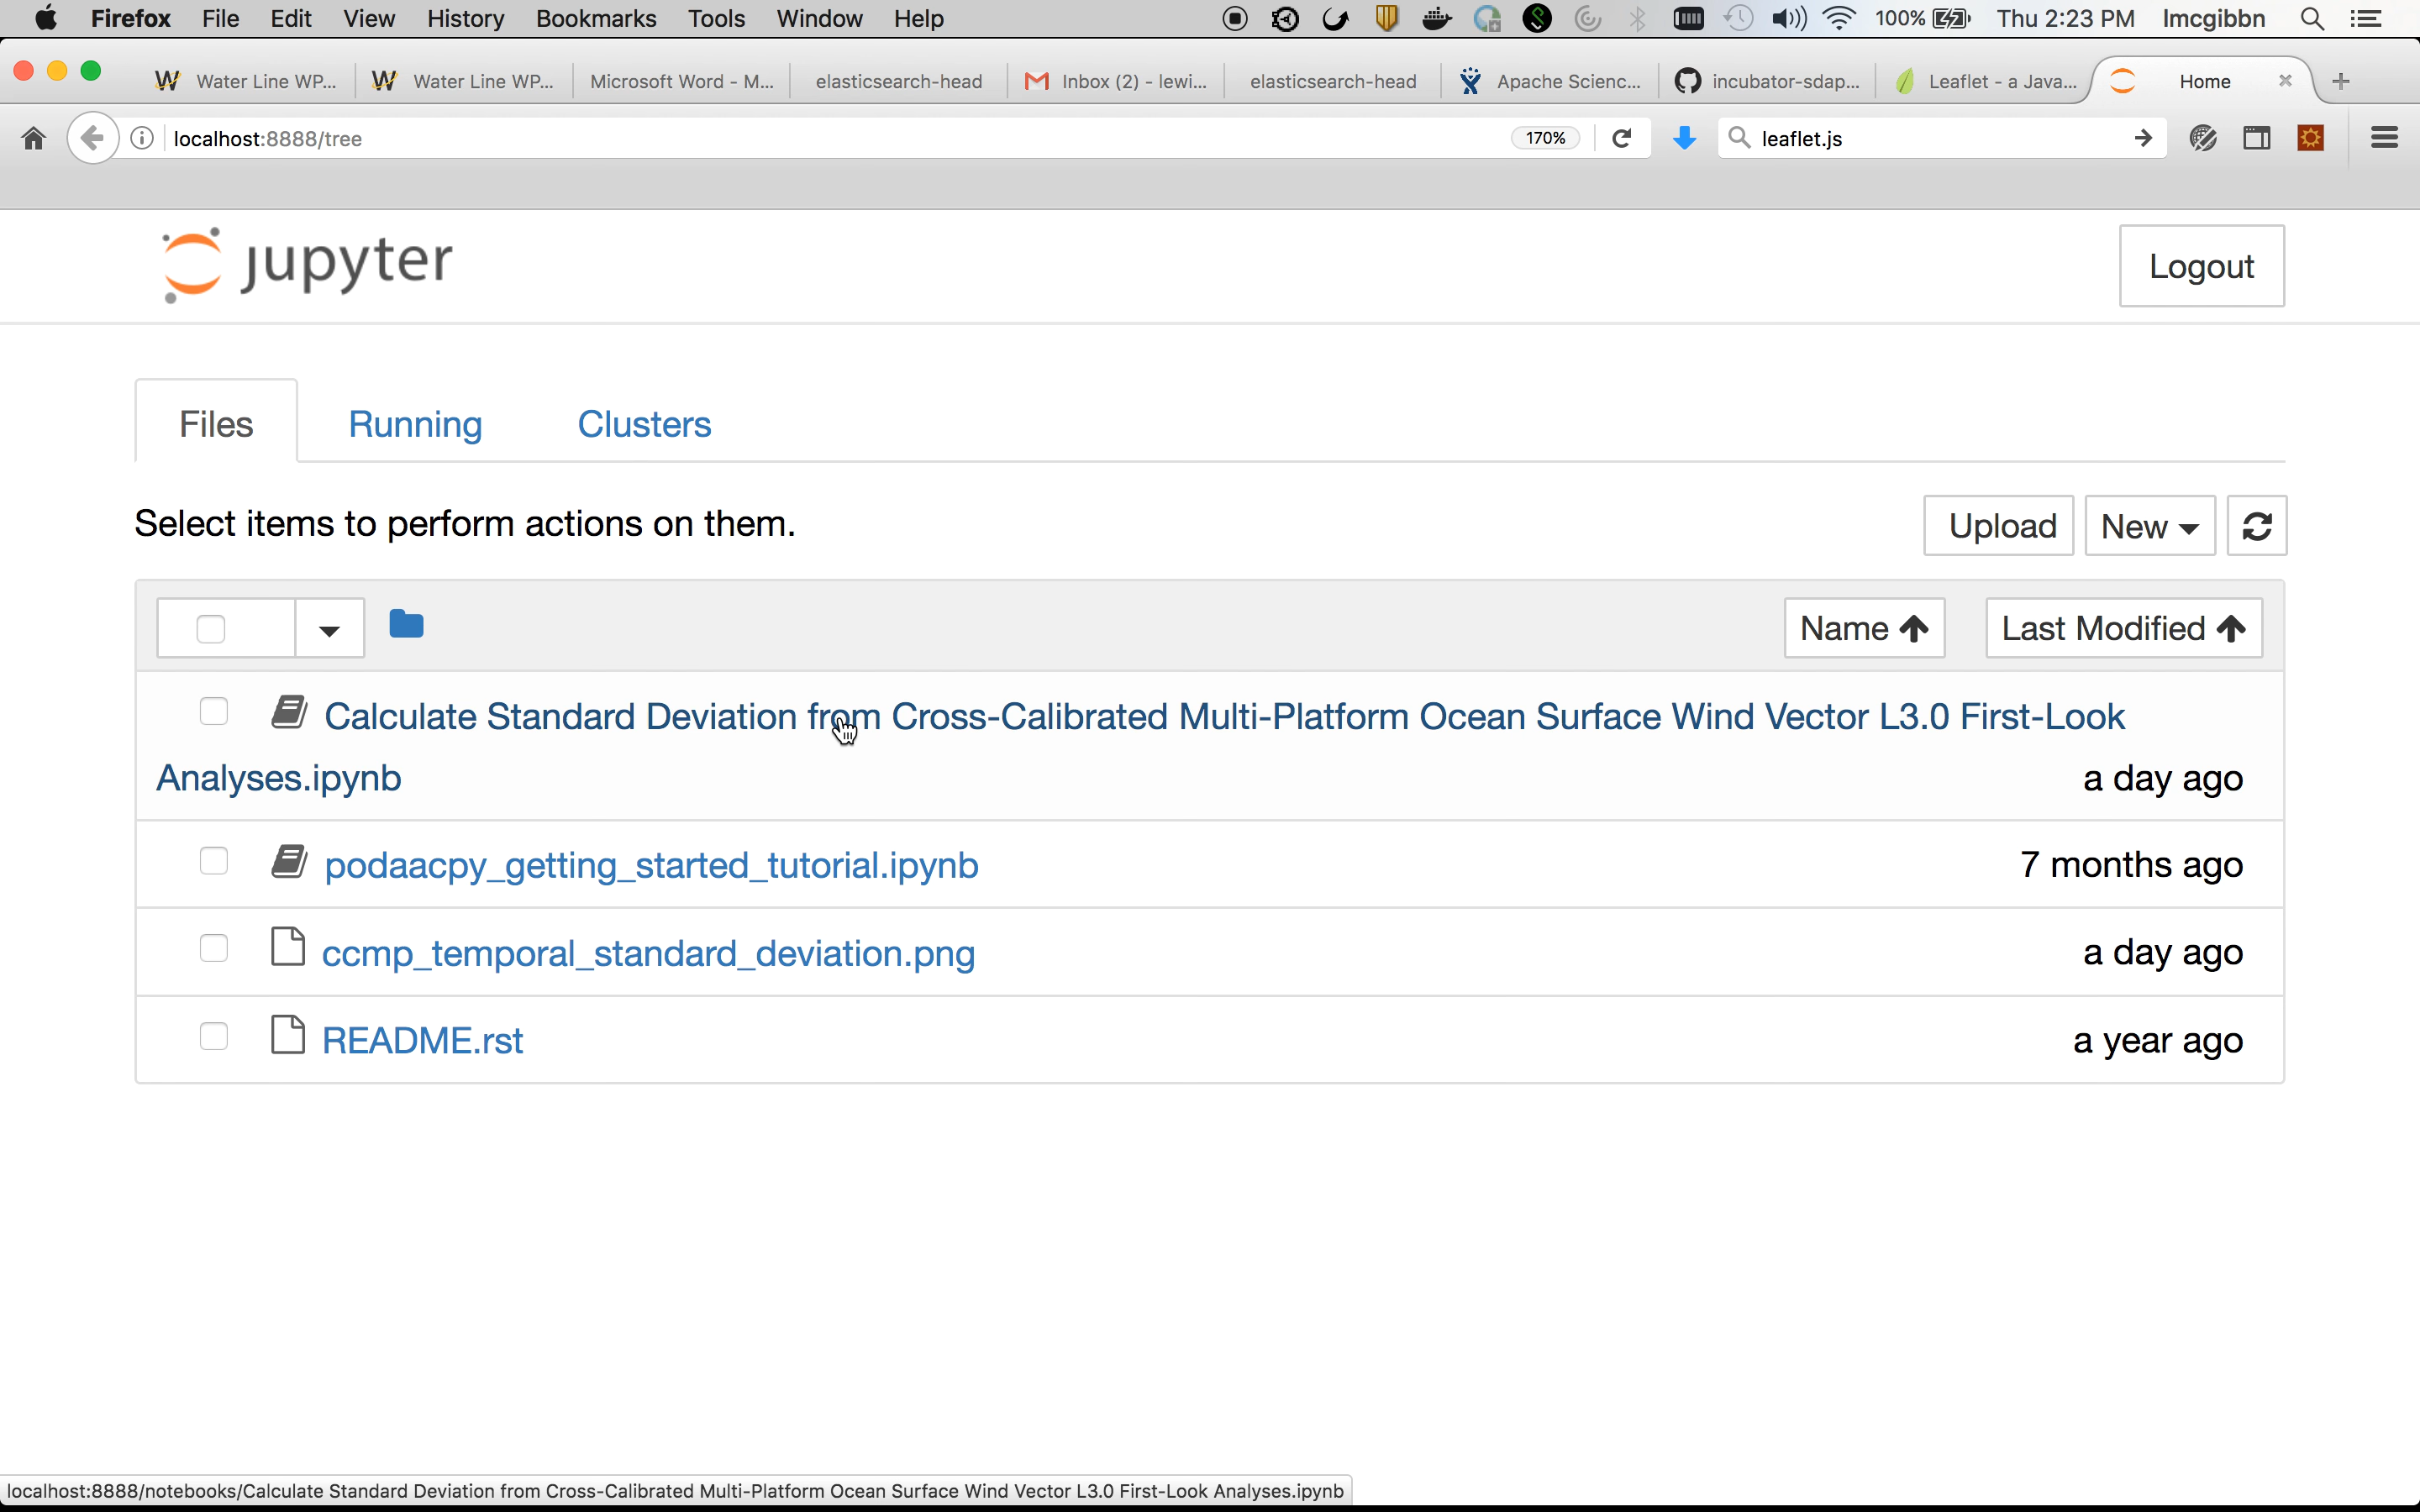 Firefox File Edit View History Bookmarks Tools Window Help 100% Thu 2:23 PM lmcgibbn
Water Line WP... Water Line WP... Microsoft Word - M... elasticsearch-head Inbox (2) - lewi... elasticsearch-head Apache Scienc... incubator-sdap... Leaflet - a Java... Home
localhost:8888/tree 170% leaflet.js
jupyter Logout
Files Running Clusters
Select items to perform actions on them. Upload New
Name Last Modified
Calculate Standard Deviation from Cross-Calibrated Multi-Platform Ocean Surface Wind Vector L3.0 First-Look
Analyses.ipynb a day ago
podaacpy_getting_started_tutorial.ipynb 7 months ago
ccmp_temporal_standard_deviation.png a day ago
README.rst a year ago
localhost:8888/notebooks/Calculate Standard Deviation from Cross-Calibrated Multi-Platform Ocean Surface Wind Vector L3.0 First-Look Analyses.ipynb